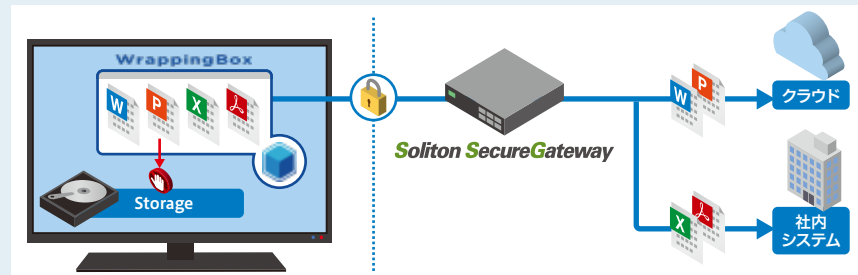 WrappingBox
W
P
X
Storage
Soliton SecureGateway
W
P
クラウド
X
社内
システム